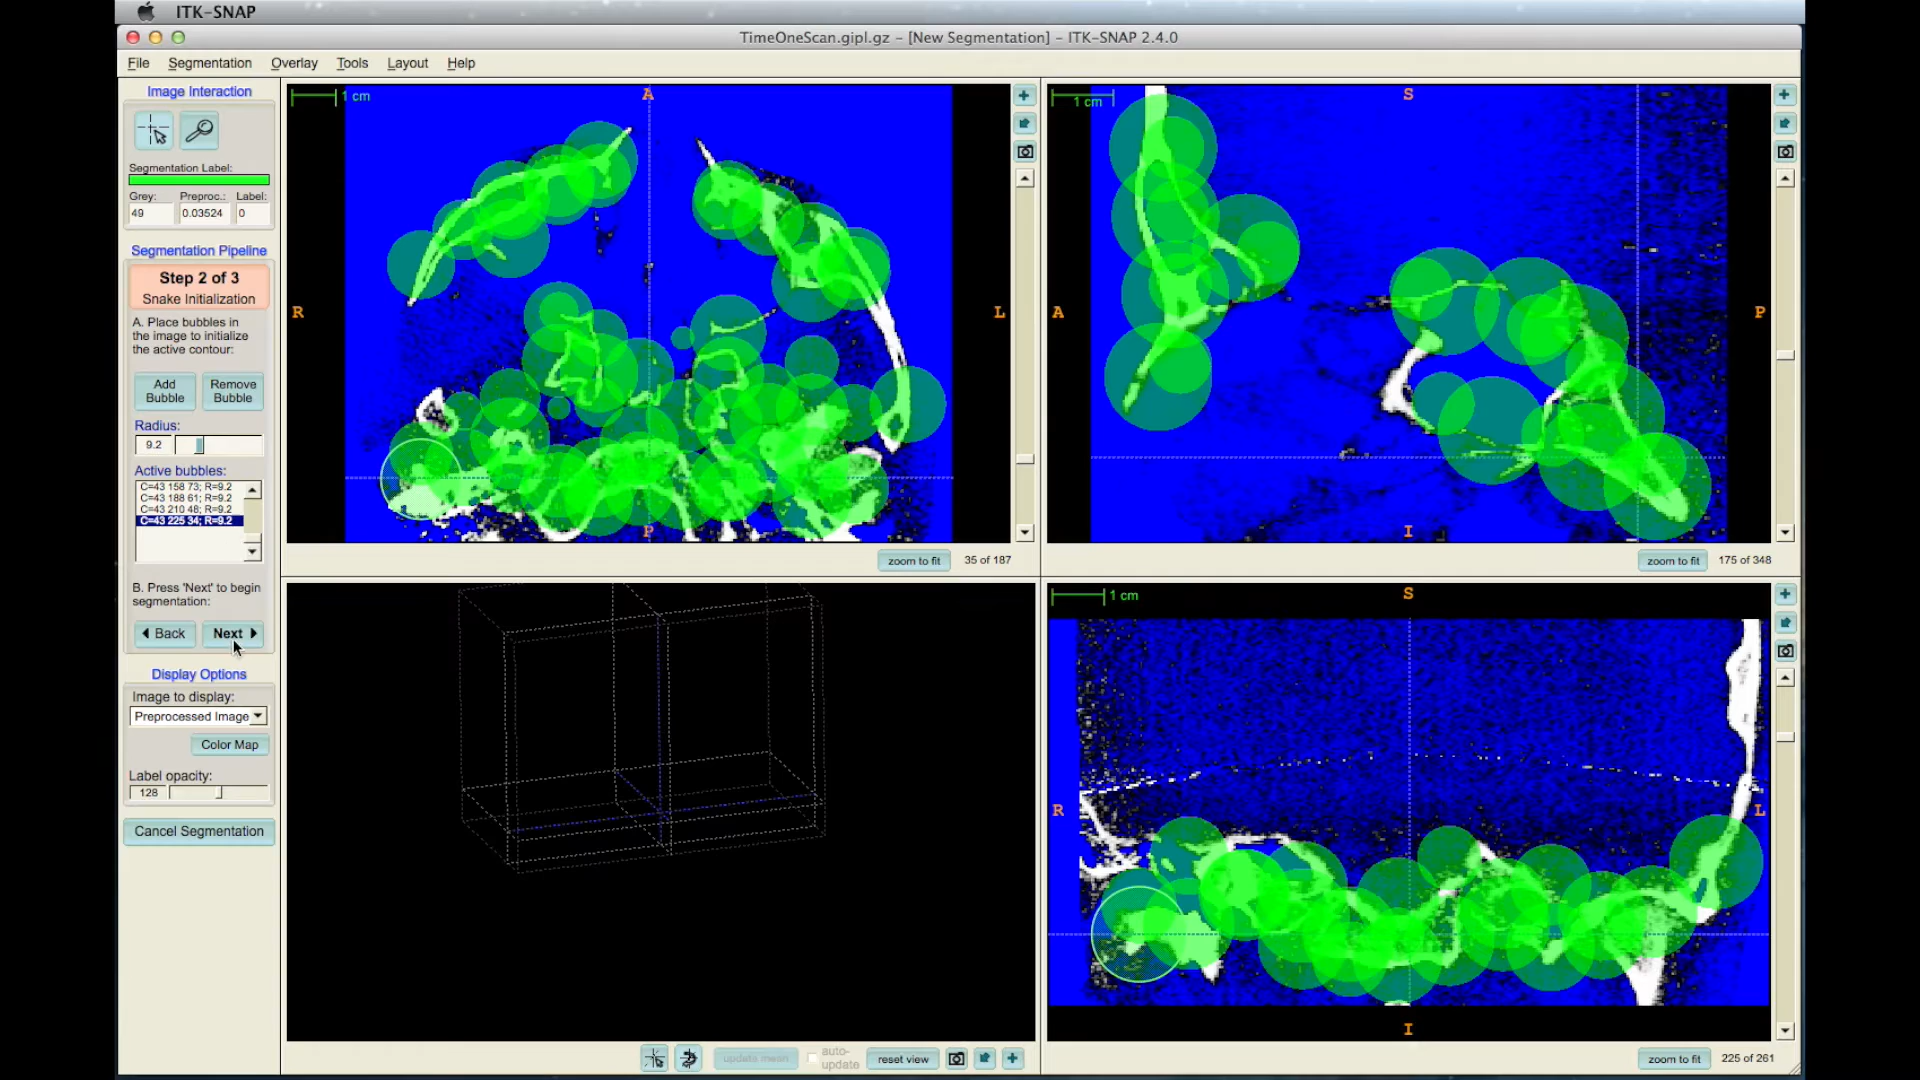 ITK-SNAP
TimeOneScan.gipl.gz – [New Segmentation] – ITK-SNAP 2.4.0
File Segmentation Overlay Tools Layout Help
Image Interaction
Segmentation Label:
Grey: Preproc.: Label:
49 0.03524 0
Segmentation Pipeline
Step 2 of 3
Snake Initialization
A. Place bubbles in
the image to initialize
the active contour:
Add
Bubble
Remove
Bubble
Radius:
9.2
Active bubbles:
C=43 158 73; R=9.2
C=43 188 61; R=9.2
C=43 210 48; R=9.2
C=43 225 34; R=9.2
B. Press 'Next' to begin
segmentation:
Back Next
Display Options
Image to display:
Preprocessed Image
Color Map
Label opacity:
128
Cancel Segmentation
1 cm
A
R
L
P
zoom to fit 35 of 187
1 cm
S
A
P
I
zoom to fit 175 of 348
update mesh
auto-
update
reset view
1 cm
S
R
L
I
zoom to fit 225 of 261